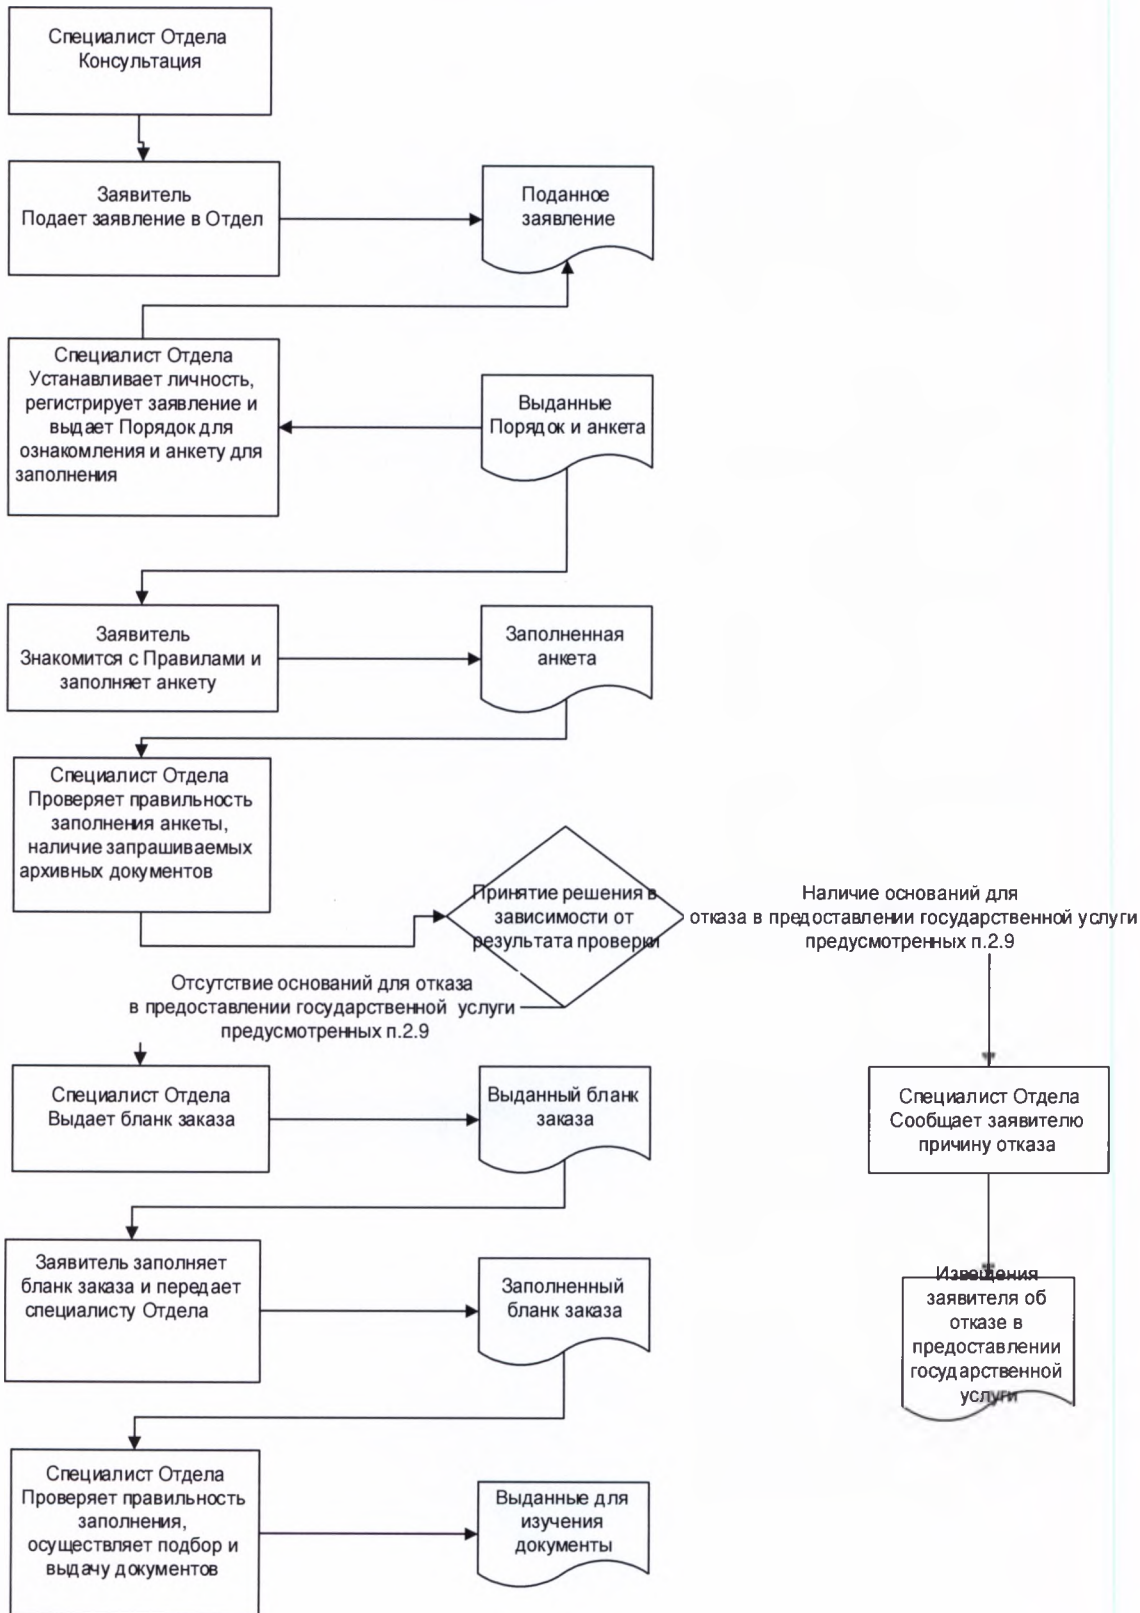 Специалист Отдела
Консультация
Заявитель
Подает заявление в Отдел
Поданное
заявление
Специалист Отдела
Устанавливает личность,
регистрирует заявление и
выдает Порядок для
ознакомления и анкету для
заполнения
Выданные
Порядок и анкета
Заявитель
Знакомится с Правилами и
заполняет анкету
Заполненная
анкета
Специалист Отдела
Проверяет правильность
заполнения анкеты,
наличие запрашиваемых
архивных документов
Принятие решения в
зависимости от
результата проверки
Наличие оснований для
отказа в предоставлении государственной услуги
предусмотренных п.2.9
Отсутствие оснований для отказа
в предоставлении государственной услуги
предусмотренных п.2.9
Специалист Отдела
Выдает бланк заказа
Выданный бланк
заказа
Специалист Отдела
Сообщает заявителю
причину отказа
Заявитель заполняет
бланк заказа и передает
специалисту Отдела
Заполненный
бланк заказа
Извещения
заявителя об
отказе в
предоставлении
государственной
услуги
Специалист Отдела
Проверяет правильность
заполнения,
осуществляет подбор и
выдачу документов
Выданные для
изучения
документы